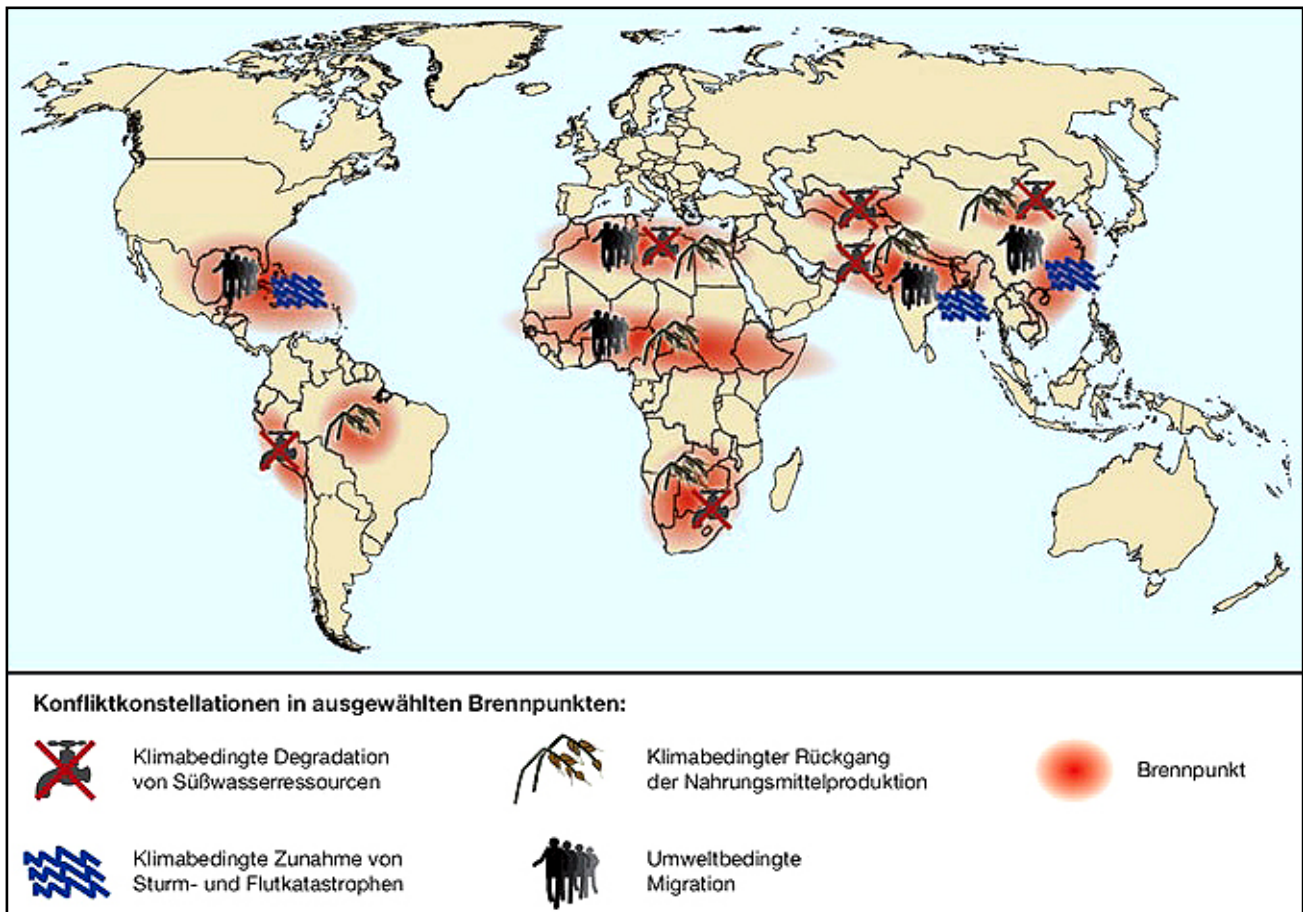 Konfliktkonstellationen in ausgewählten Brennpunkten:
Klimabedingte Degradation
von Süßwasserressourcen
Klimabedingter Rückgang
der Nahrungsmittelproduktion
Brennpunkt
Klimabedingte Zunahme von
Sturm- und Flutkatastrophen
Umweltbedingte
Migration